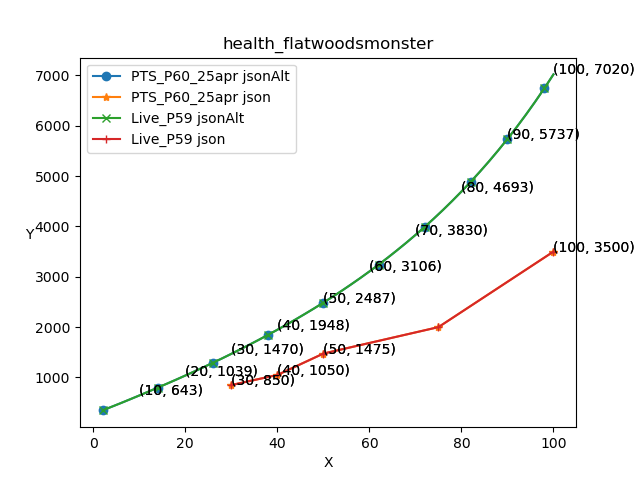 health_flatwoodsmonster
PTS_P60_25apr jsonAlt
PTS_P60_25apr json
Live_P59 jsonAlt
Live_P59 json
(100, 7020)
(90, 5737)
(80, 4693)
(70, 3830)
(60, 3106)
(50, 2487)
(40, 1948)
(30, 1470)
(20, 1039)
(10, 643)
(100, 3500)
(50, 1475)
(40, 1050)
(30, 850)
Y
7000
6000
5000
4000
3000
2000
1000
0 20 40 60 80 100
X